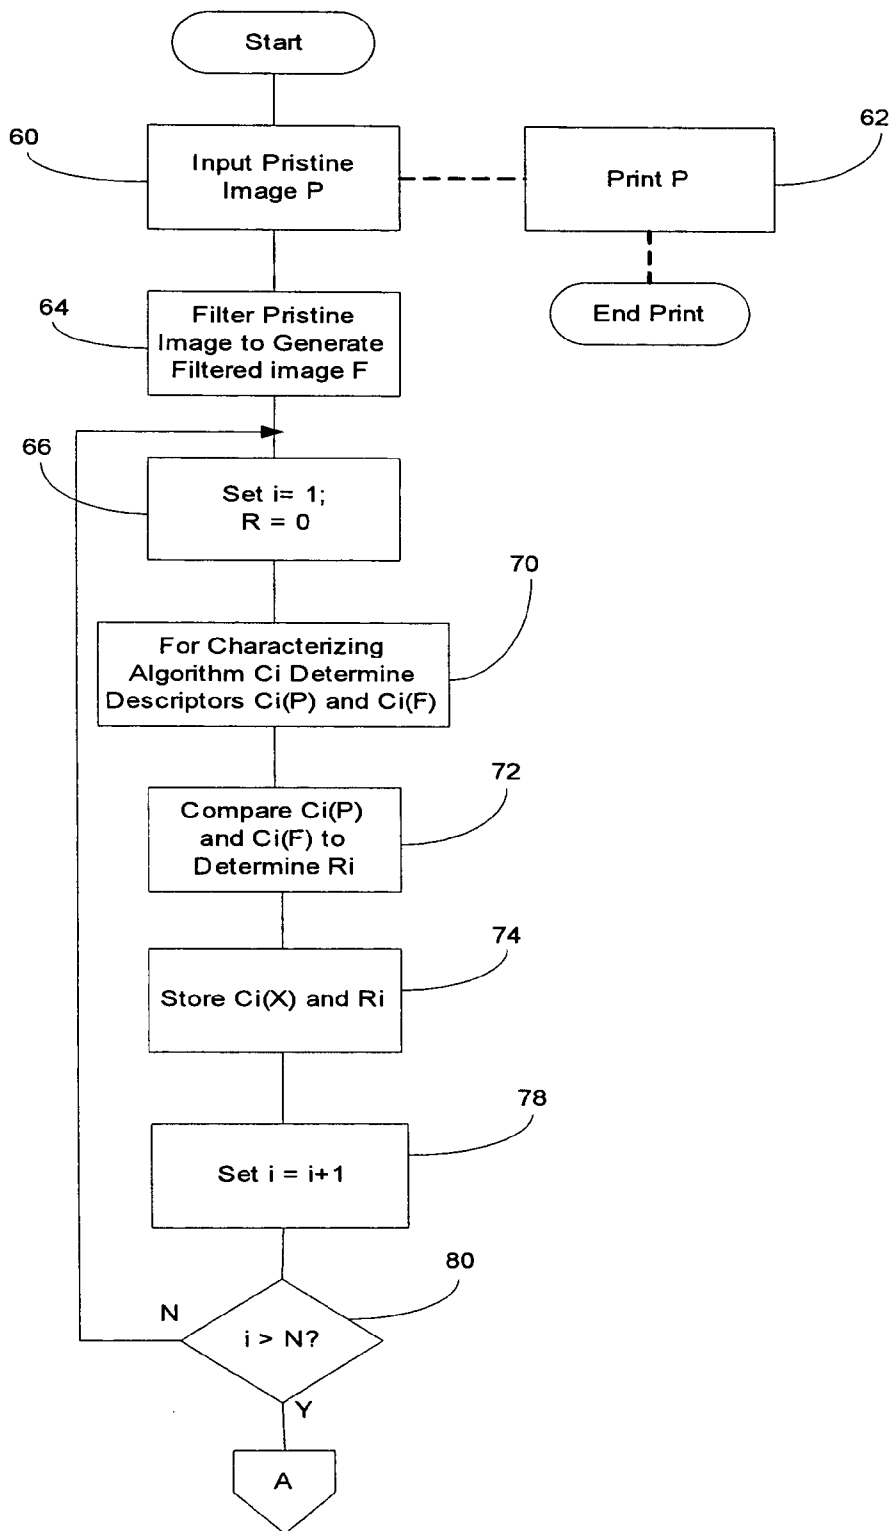 Start
60
Input Pristine
Image P
62
Print P
64
Filter Pristine
Image to Generate
Filtered image F
End Print
66
Set i= 1;
R = 0
70
For Characterizing
Algorithm Ci Determine
Descriptors Ci(P) and Ci(F)
72
Compare Ci(P)
and Ci(F) to
Determine Ri
74
Store Ci(X) and Ri
78
Set i = i+1
80
N
i > N?
Y
A